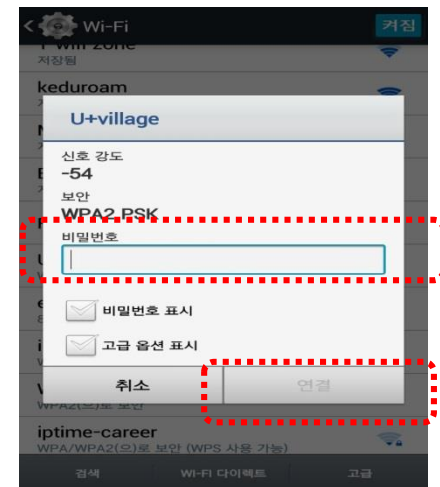 Wi-Fi
켜짐
저장됨
keduroam
U+village
신호 강도
-54
보안
WPA2 PSK
비밀번호
비밀번호 표시
고급 옵션 표시
취소
연결
WPA2(으)로 보안
iptime-career
WPA/WPA2(으)로 보안 (WPS 사용 가능)
검색
WI-FI 다이렉트
고급